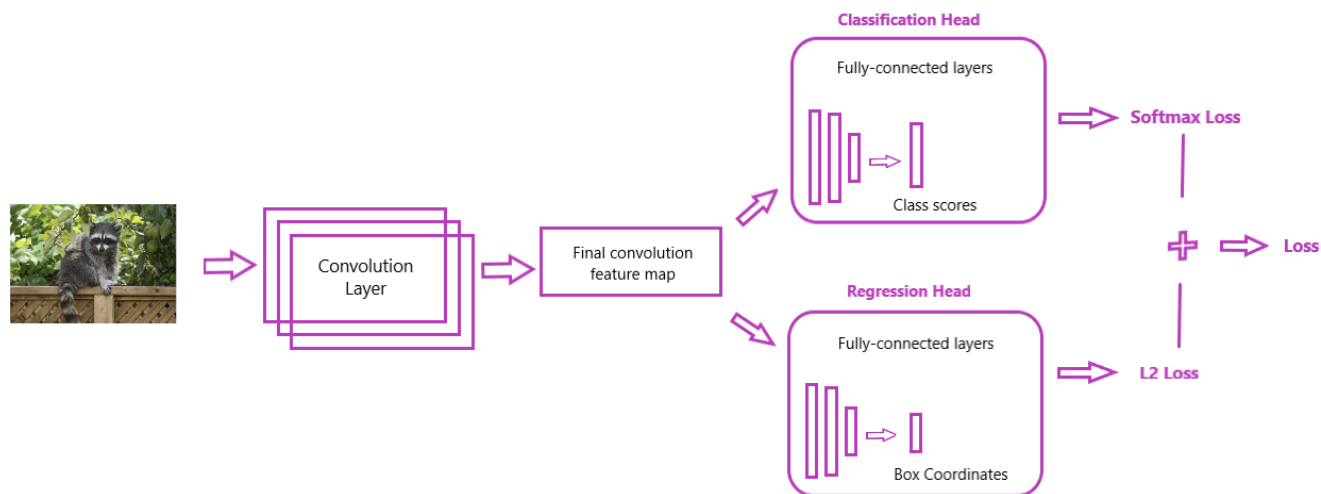 Classification Head
Fully-connected layers
Class scores
Softmax Loss
Convolution
Layer
Final convolution
feature map
Loss
Regression Head
Fully-connected layers
Box Coordinates
L2 Loss